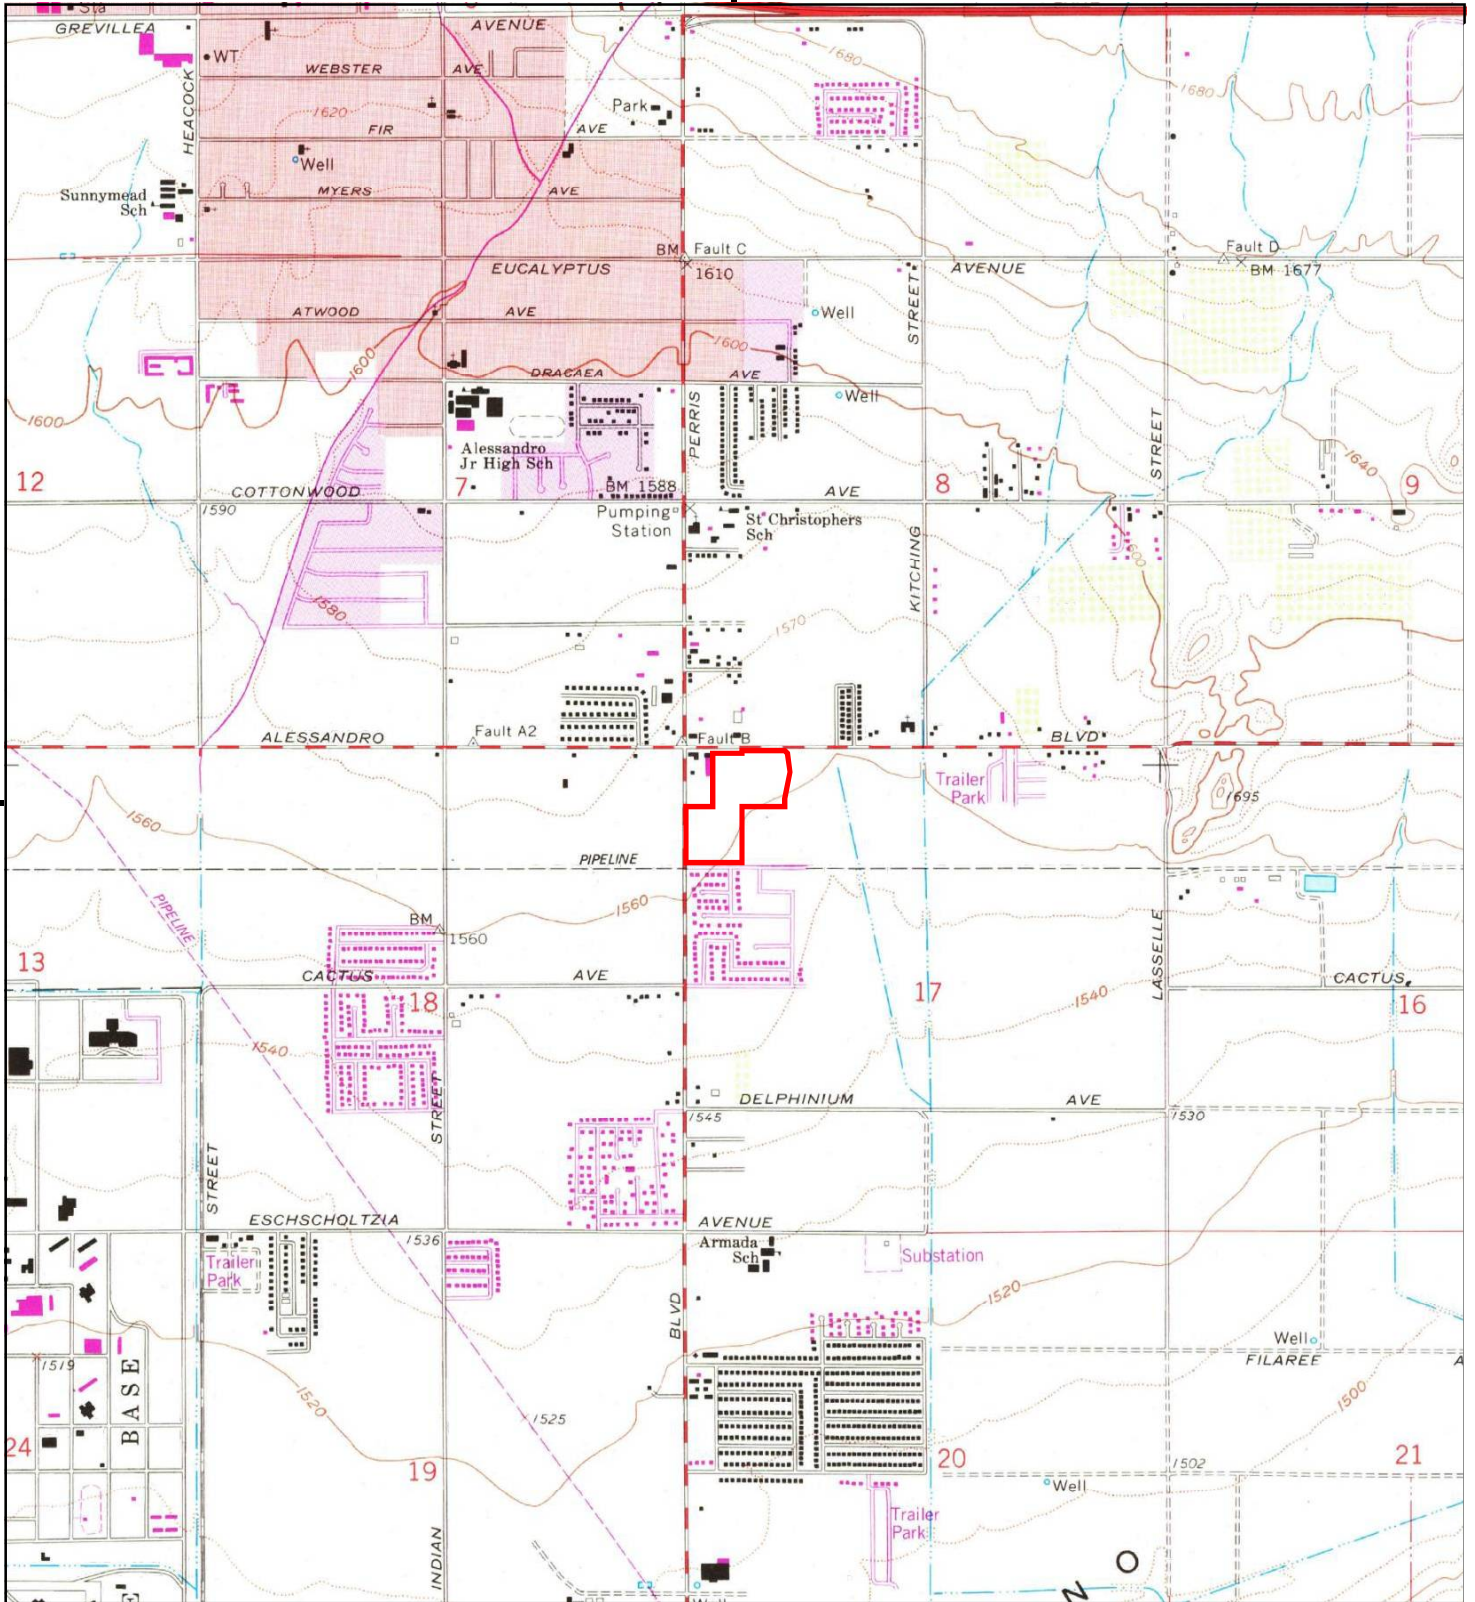 Sta
GREVILLEA
AVENUE
WT
HEACOCK
WEBSTER AVE
1680
1680
1620
Park
FIR AVE
Well
MYERS AVE
Sunnymead
Sch
BM
Fault C
1610
EUCALYPTUS
AVENUE
Fault D
BM 1677
ATWOOD AVE
Well
STREET
1600
1600
DRACAEA AVE
Well
1600
PERRIS
STREET
Alessandro
Jr High Sch
1640
12
7
8
9
COTTONWOOD
BM 1588
AVE
1590
Pumping
Station
St Christophers
Sch
600
KITCHING
1580
1570
ALESSANDRO
Fault A2
Fault B
BLVD
Trailer
Park
1695
1560
PIPELINE
PIPELINE
1560
BM
1560
LASSELLE
13
CACTUS AVE
18
17
CACTUS
16
1540
1540
STREET
DELPHINIUM AVE
1545
1530
STREET
ESCHSCHOLTZIA
AVENUE
1536
Armada
Sch
Substation
Trailer
Park
1520
BLVD
Well
1519
FILAREE
A
BASE
1520
1525
1500
24
19
20
21
1502
Well
Trailer
Park
INDIAN
E
N O
Well